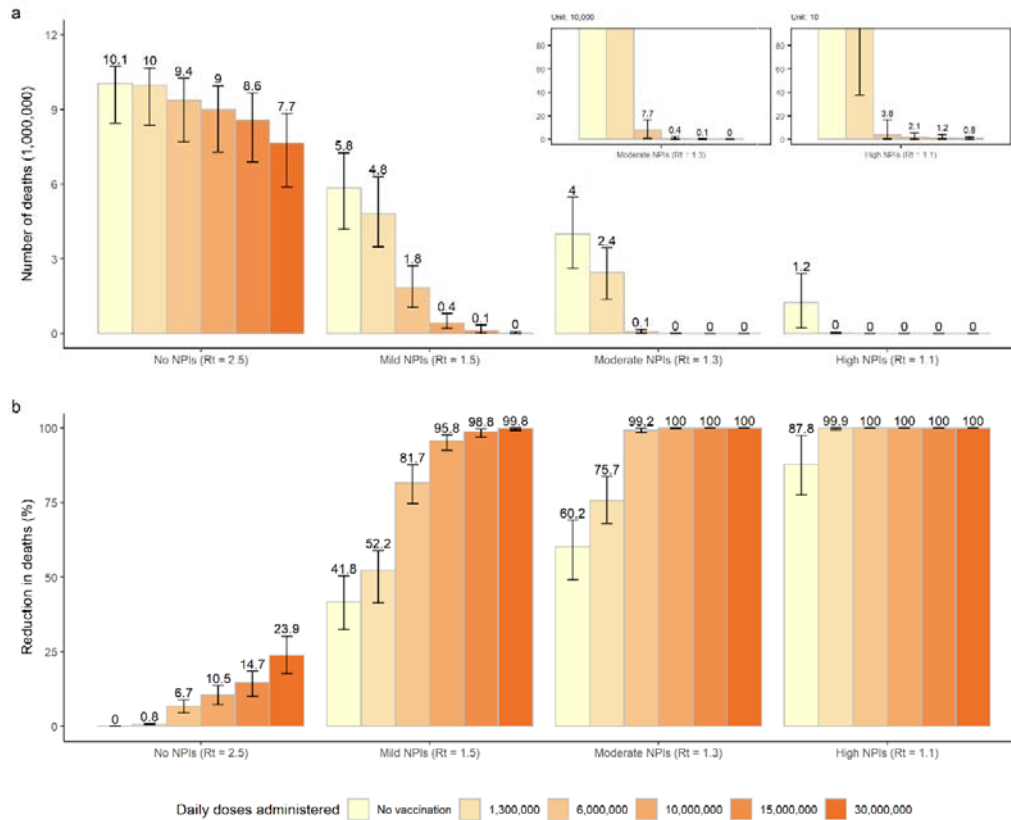 a
Number of deaths (1,000,000)
12
9
6
3
0
10.1 10 9.4 9 8.6 7.7
5.8 4.8 1.8 0.4 0.1 0
4 2.4 0.1 0 0 0
1.2 0 0 0 0
No NPIs (Rt = 2.5) Mild NPIs (Rt = 1.5) Moderate NPIs (Rt = 1.3) High NPIs (Rt = 1.1)
Unit: 10,000
80
60
40
20
0
7.7 0.4 0.1 0
Moderate NPIs (Rt = 1.3)
Unit: 10
80
60
40
20
0
3.8 2.1 1.2 0.8
High NPIs (Rt = 1.1)
b
Reduction in deaths (%)
100
75
50
25
0
0 0.8 6.7 10.5 14.7 23.9
41.8 52.2 81.7 95.8 98.8 99.8
60.2 75.7 99.2 100 100 100
87.8 99.9 100 100 100 100
No NPIs (Rt = 2.5) Mild NPIs (Rt = 1.5) Moderate NPIs (Rt = 1.3) High NPIs (Rt = 1.1)
Daily doses administered No vaccination 1,300,000 6,000,000 10,000,000 15,000,000 30,000,000